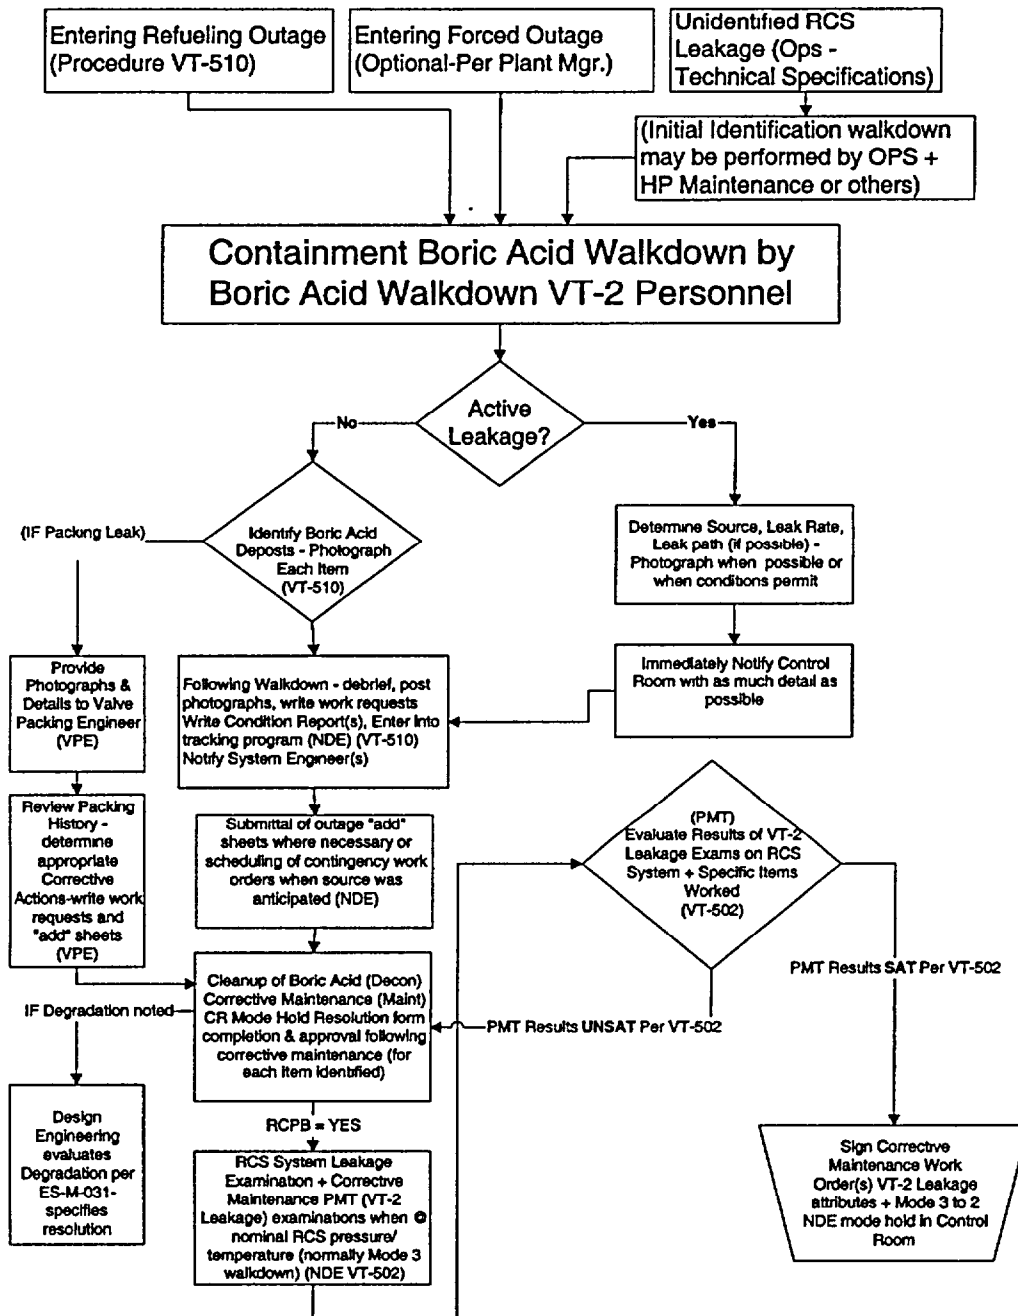 Entering Refueling Outage
(Procedure VT-510)
Entering Forced Outage
(Optional-Per Plant Mgr.)
Unidentified RCS
Leakage (Ops -
Technical Specifications)
(Initial Identification walkdown
may be performed by OPS +
HP Maintenance or others)
Containment Boric Acid Walkdown by
Boric Acid Walkdown VT-2 Personnel
Active
Leakage?
No
Yes
(IF Packing Leak)
Identify Boric Acid
Deposts - Photograph
Each Item
(VT-510)
Determine Source, Leak Rate,
Leak path (if possible) -
Photograph when possible or
when conditions permit
Provide
Photographs &
Details to Valve
Packing Engineer
(VPE)
Following Walkdown - debrief, post
photographs, write work requests
Write Condition Report(s), Enter into
tracking program (NDE) (VT-510)
Notify System Engineer(s)
Immediately Notify Control
Room with as much detail as
possible
Review Packing
History -
determine
appropriate
Corrective
Actions-write work
requests and
"add" sheets
(VPE)
Submittal of outage "add"
sheets where necessary or
scheduling of contingency work
orders when source was
anticipated (NDE)
(PMT)
Evaluate Results of VT-2
Leakage Exams on RCS
System + Specific Items
Worked
(VT-502)
Cleanup of Boric Acid (Decon)
Corrective Maintenance (Maint)
CR Mode Hold Resolution form
completion & approval following
corrective maintenance (for
each item identified)
PMT Results SAT Per VT-502
IF Degradation noted
PMT Results UNSAT Per VT-502
Design
Engineering
evaluates
Degradation per
ES-M-031-
specifies
resolution
RCPB = YES
RCS System Leakage
Examination + Corrective
Maintenance PMT (VT-2
Leakage) examinations when @
nominal RCS pressure/
temperature (normally Mode 3
walkdown) (NDE VT-502)
Sign Corrective
Maintenance Work
Order(s) VT-2 Leakage
attributes + Mode 3 to 2
NDE mode hold in Control
Room